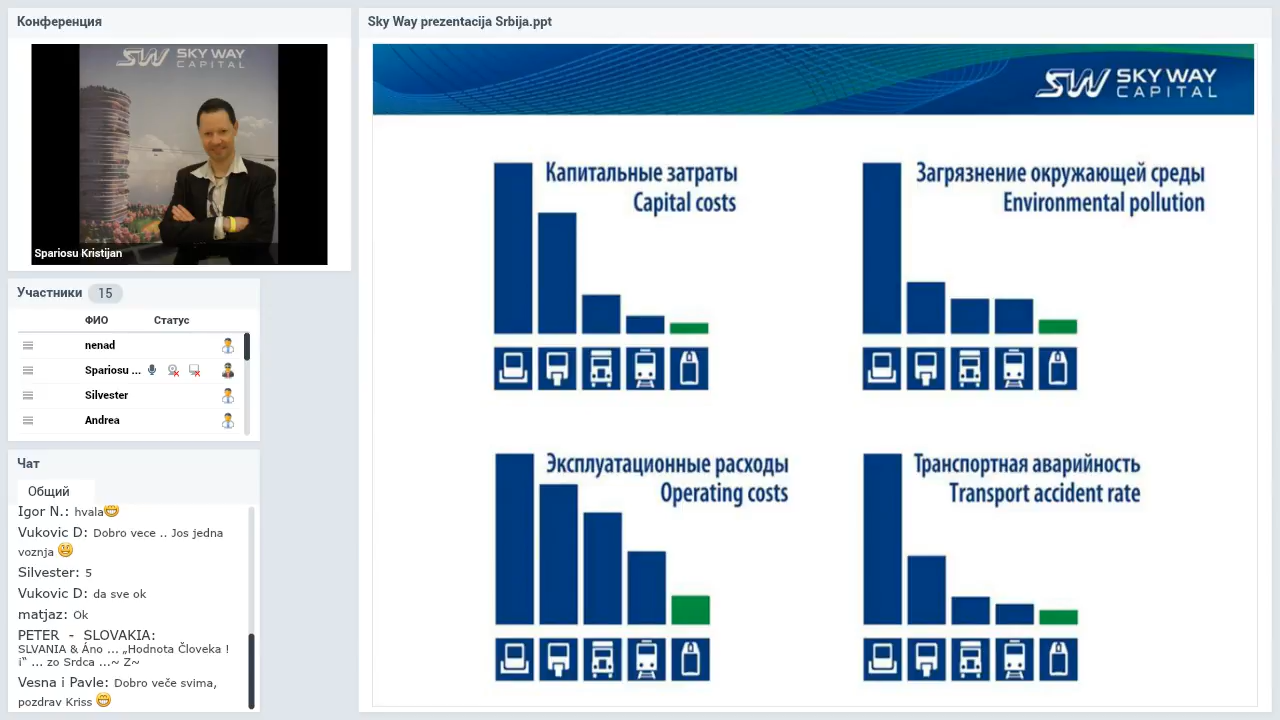 Конференция
SKY WAY
CAPITAL
Spariosu Kristijan
Участники 15
ФИО Статус
nenad
Spariosu ...
Silvester
Andrea
Чат
Общий
Igor N.: hvala
Vukovic D: Dobro vece .. Jos jedna
voznja
Silvester: 5
Vukovic D: da sve ok
matjaz: Ok
PETER - SLOVAKIA:
SLVANIA & Áno ... „Hodnota Človeka !
i“ ... zo Srdca ...~ Z~
Vesna i Pavle: Dobro veče svima,
pozdrav Kriss
Sky Way prezentacija Srbija.ppt
SKY WAY
CAPITAL
Капитальные затраты
Capital costs
Загрязнение окружающей среды
Environmental pollution
Эксплуатационные расходы
Operating costs
Транспортная аварийность
Transport accident rate